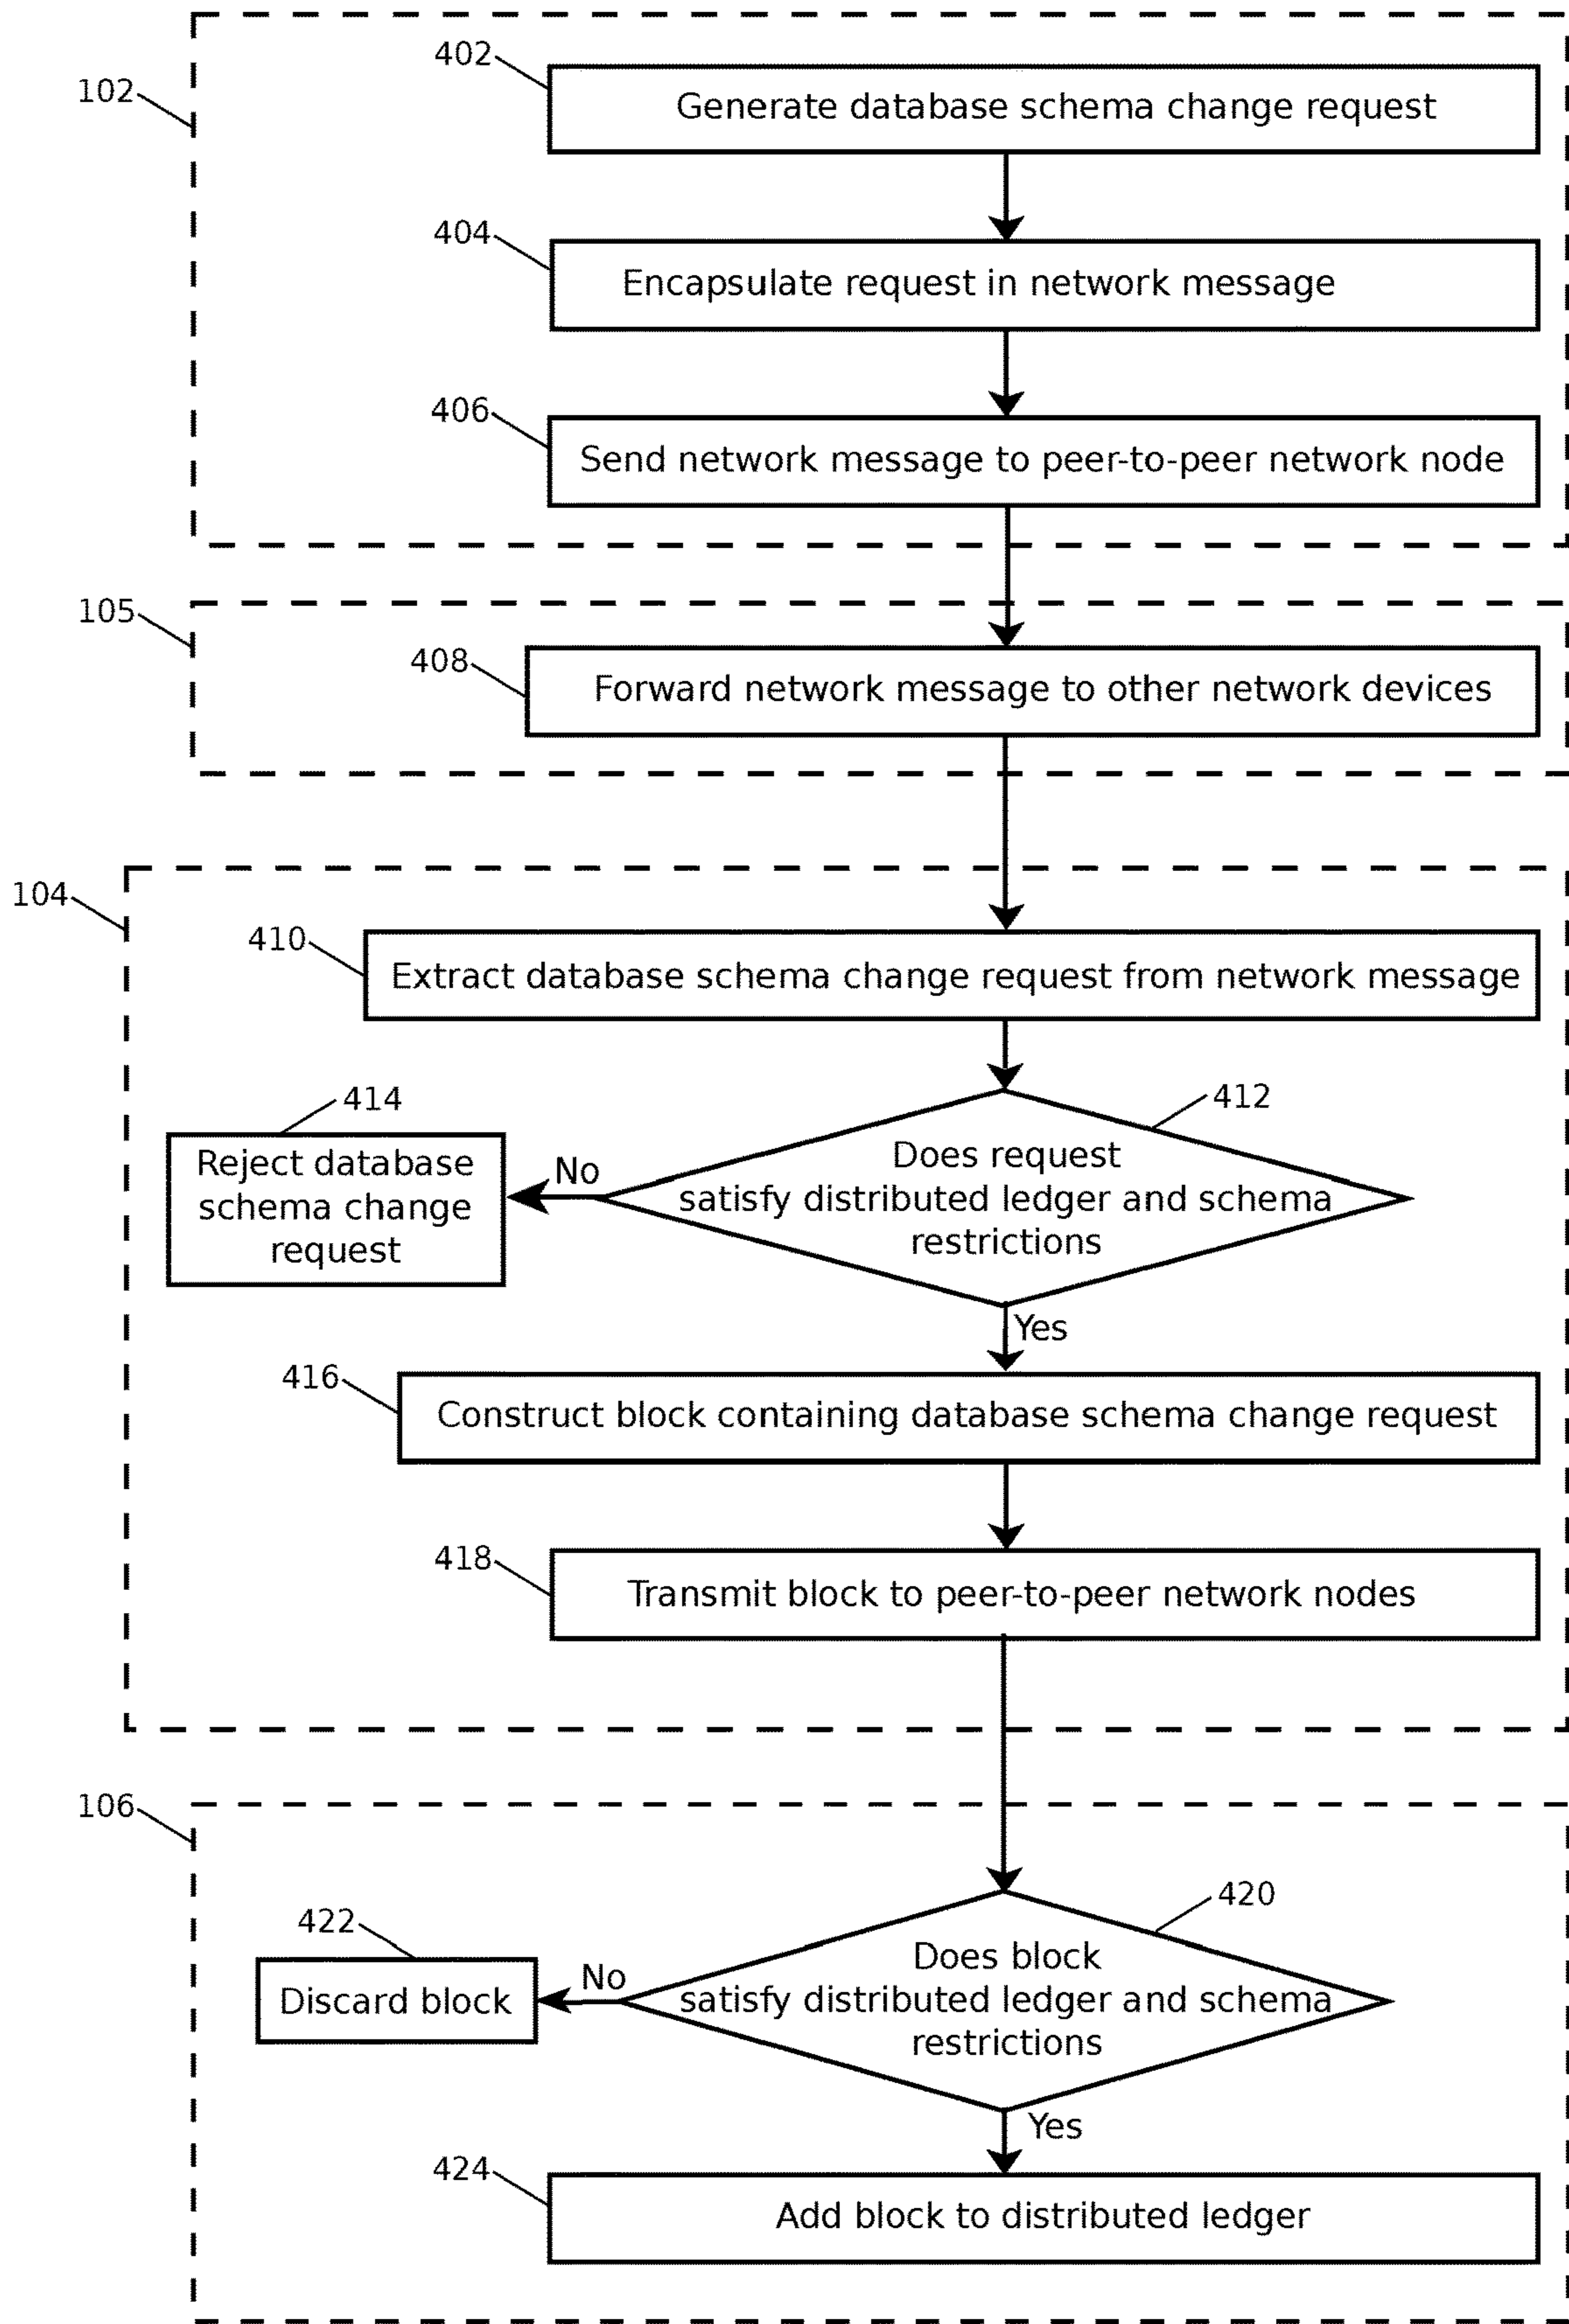 402
102
Generate database schema change request
404
Encapsulate request in network message
406
Send network message to peer-to-peer network node
105
408
Forward network message to other network devices
104
410
Extract database schema change request from network message
414
412
Reject database
schema change
request
No
Does request
satisfy distributed ledger and schema
restrictions
Yes
416
Construct block containing database schema change request
418
Transmit block to peer-to-peer network nodes
106
420
422
Discard block
No
Does block
satisfy distributed ledger and schema
restrictions
Yes
424
Add block to distributed ledger